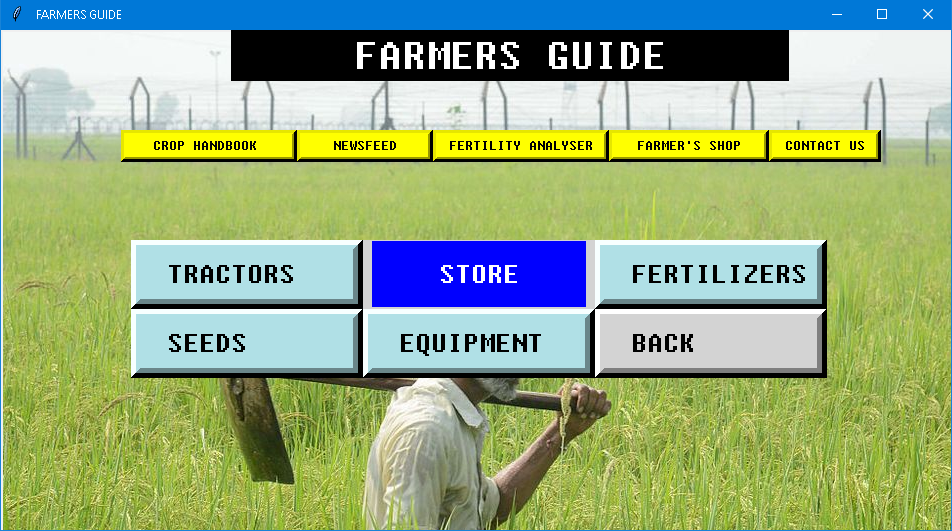 FARMERS GUIDE
FARMERS GUIDE
CROP HANDBOOK NEWSFEED FERTILITY ANALYSER FARMER'S SHOP CONTACT US
TRACTORS STORE FERTILIZERS
SEEDS EQUIPMENT BACK